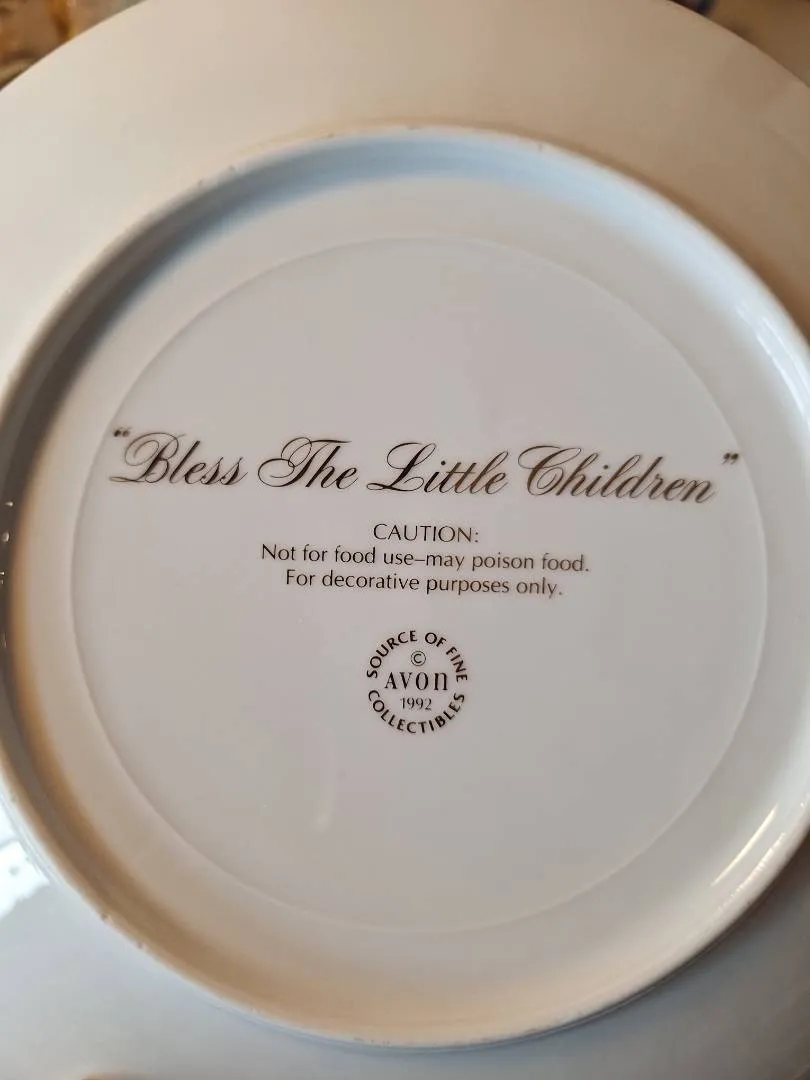 “Bless The Little Children”
CAUTION:
Not for food use–may poison food.
For decorative purposes only.
SOURCE OF FINE
©
AVON
1992
COLLECTIBLES